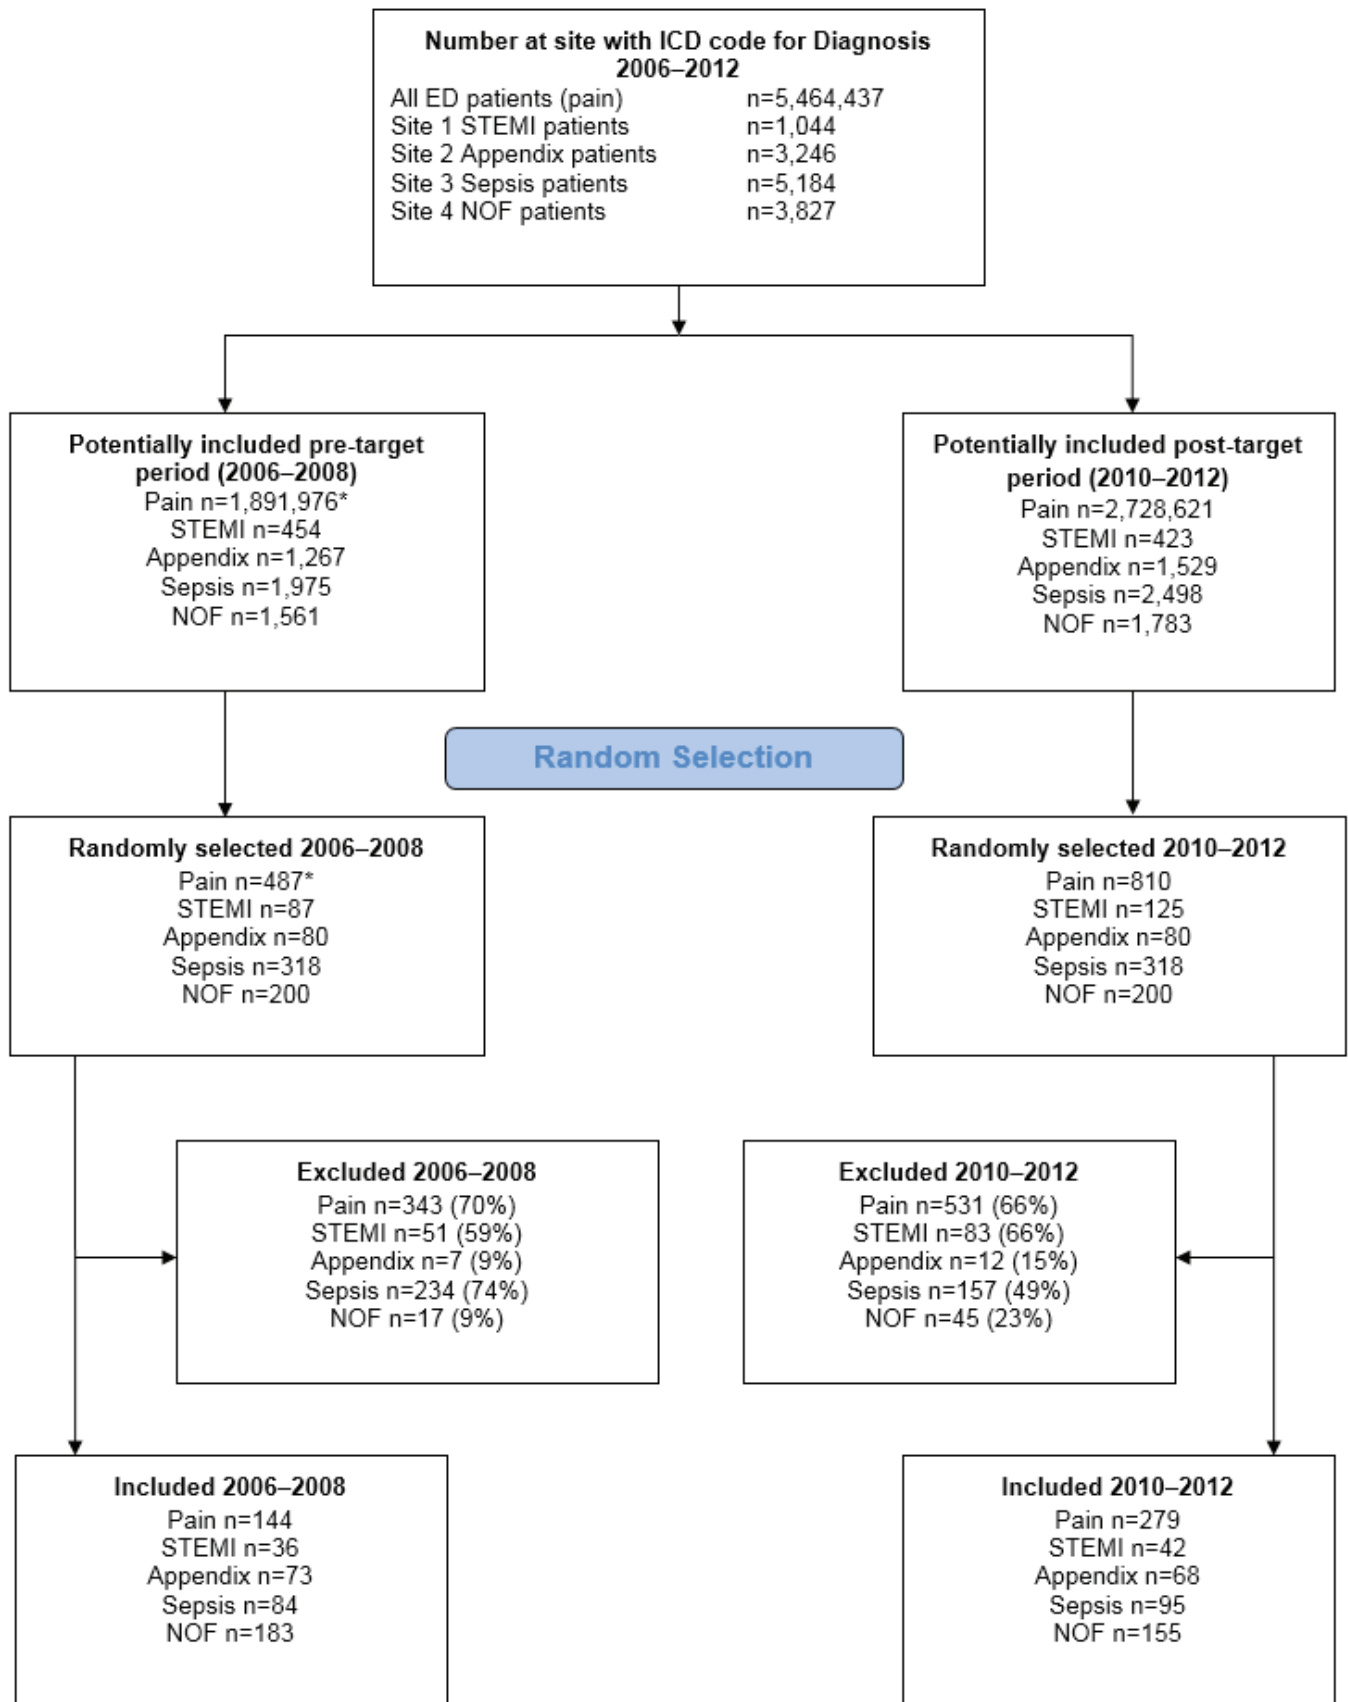 Number at site with ICD code for Diagnosis
2006–2012
All ED patients (pain) n=5,464,437
Site 1 STEMI patients n=1,044
Site 2 Appendix patients n=3,246
Site 3 Sepsis patients n=5,184
Site 4 NOF patients n=3,827
Potentially included pre-target
period (2006–2008)
Pain n=1,891,976*
STEMI n=454
Appendix n=1,267
Sepsis n=1,975
NOF n=1,561
Potentially included post-target
period (2010–2012)
Pain n=2,728,621
STEMI n=423
Appendix n=1,529
Sepsis n=2,498
NOF n=1,783
Random Selection
Randomly selected 2006–2008
Pain n=487*
STEMI n=87
Appendix n=80
Sepsis n=318
NOF n=200
Randomly selected 2010–2012
Pain n=810
STEMI n=125
Appendix n=80
Sepsis n=318
NOF n=200
Excluded 2006–2008
Pain n=343 (70%)
STEMI n=51 (59%)
Appendix n=7 (9%)
Sepsis n=234 (74%)
NOF n=17 (9%)
Excluded 2010–2012
Pain n=531 (66%)
STEMI n=83 (66%)
Appendix n=12 (15%)
Sepsis n=157 (49%)
NOF n=45 (23%)
Included 2006–2008
Pain n=144
STEMI n=36
Appendix n=73
Sepsis n=84
NOF n=183
Included 2010–2012
Pain n=279
STEMI n=42
Appendix n=68
Sepsis n=95
NOF n=155